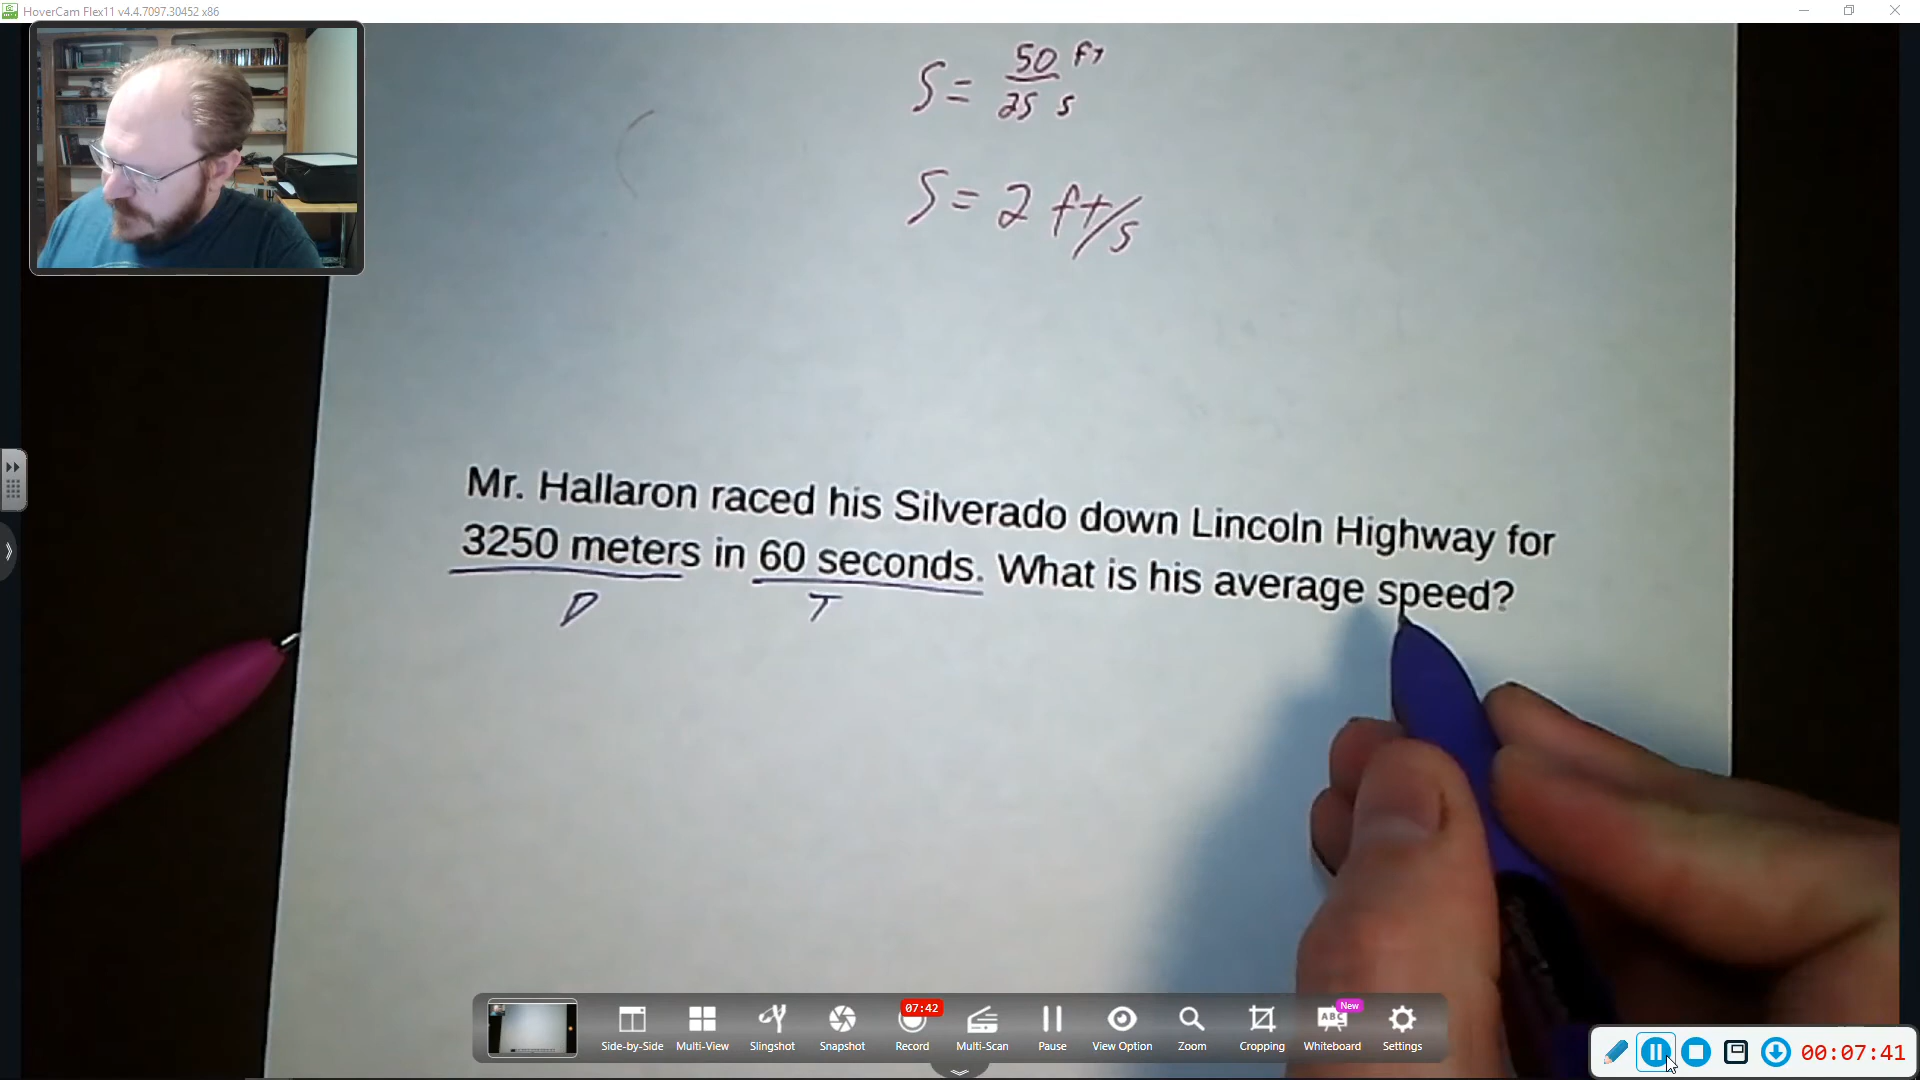 HoverCam Flex11 v4.4.7097.30452 x86
S = 50 ft
25 s
S = 2 ft/s
Mr. Hallaron raced his Silverado down Lincoln Highway for
3250 meters in 60 seconds. What is his average speed?
D T
07:42
New
ABC
Side-by-Side Multi-View Slingshot Snapshot Record Multi-Scan Pause View Option Zoom Cropping Whiteboard Settings
00:07:41